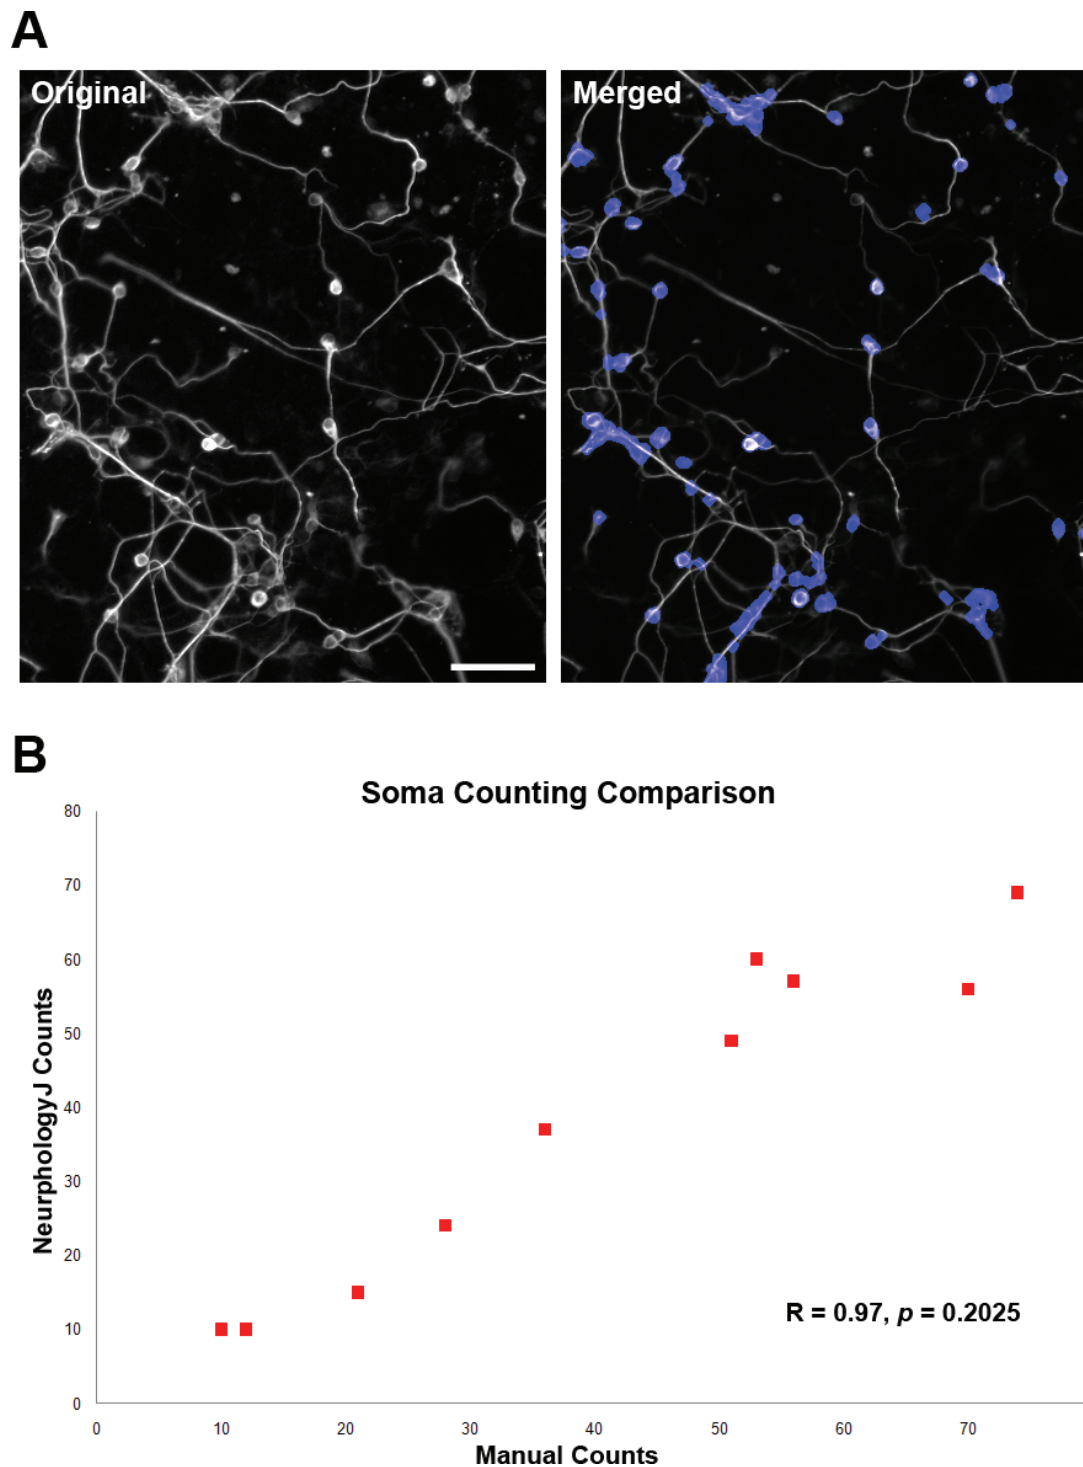 A
Original
Merged
B
Soma Counting Comparison
80
70
60
50
40
30
20
10
0
NeurphologyJ Counts
R = 0.97, p = 0.2025
0 10 20 30 40 50 60 70
Manual Counts